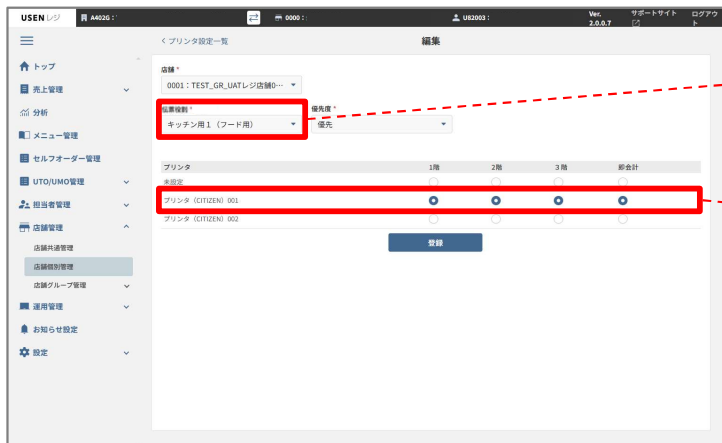 USENレジ A402G : 0000 : U82003 : Ver. 2.0.0.7 サポートサイト ログアウト
< プリンタ設定一覧 編集
トップ
売上管理
分析
メニュー管理
セルフオーダー管理
UTO/UMO管理
担当者管理
店舗管理
店舗共通管理
店舗個別管理
店舗グループ管理
運用管理
お知らせ設定
設定
店舗 *
0001:TEST_GR_UATレジ店舗0…
伝票役割 * 優先度 *
キッチン用1(フード用) 優先
プリンタ 1階 2階 3階 即会計
未設定
プリンタ(CITIZEN)001
プリンタ(CITIZEN)002
登録